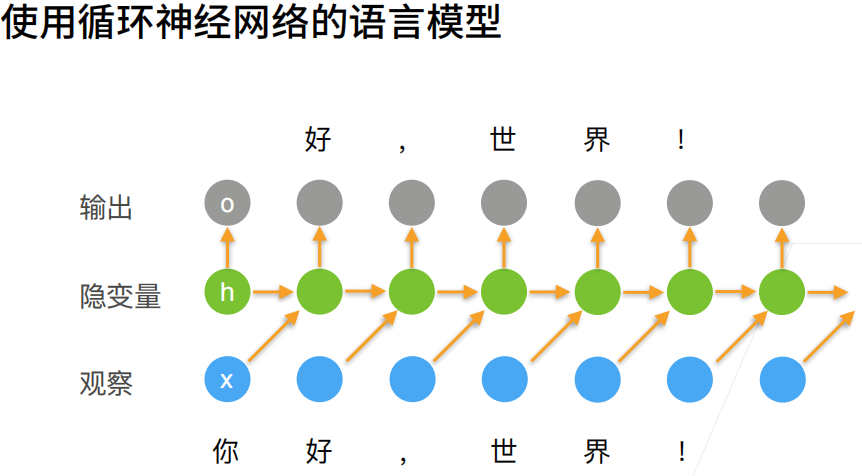 使用循环神经网络的语言模型
好 ， 世 界 ！
输出 o
隐变量 h
观察 x
你 好 ， 世 界 ！